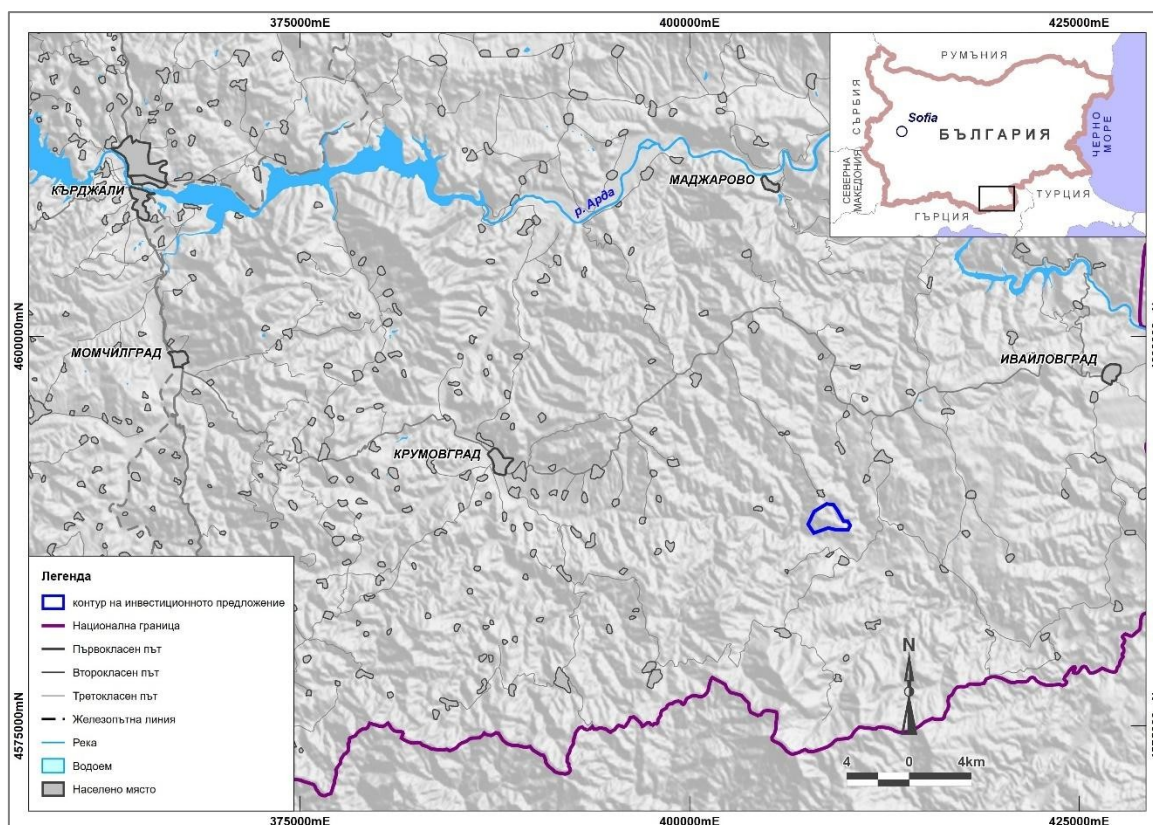 375000mE
400000mE
425000mE
РУМЪНИЯ
СЪРБИЯ
Sofia
БЪЛГАРИЯ
ЧЕРНО
МОРЕ
СЕВЕРНА
МАКЕДОНИЯ
ТУРЦИЯ
ГЪРЦИЯ
КЪРДЖАЛИ
МАДЖАРОВО
р. Арда
4600000mN
МОМЧИЛГРАД
ИВАЙЛОВГРАД
КРУМОВГРАД
Легенда
контур на инвестиционното предложение
Национална граница
Първокласен път
Второкласен път
Третокласен път
Железопътна линия
Река
Водоем
Населено място
N
4 0 4km
4575000mN
375000mE
400000mE
425000mE